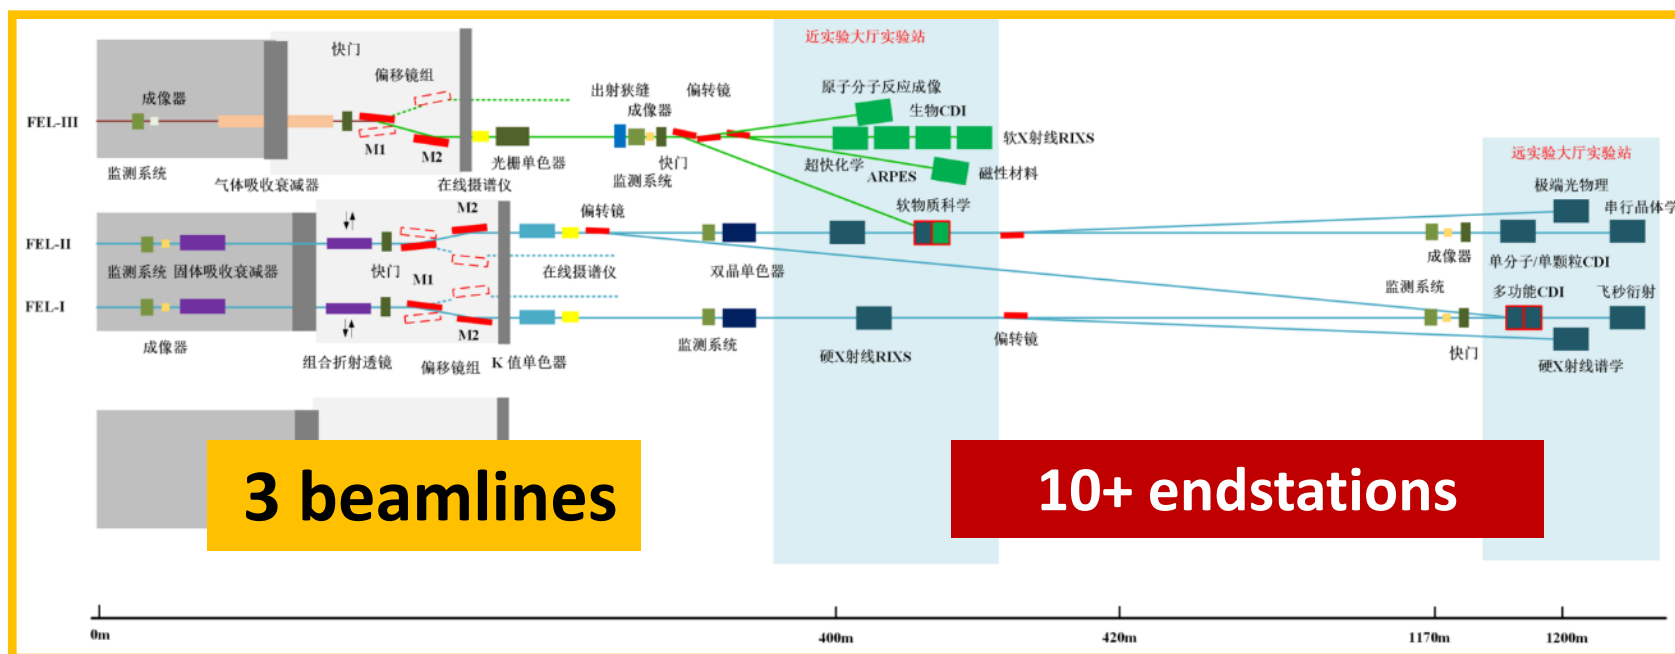 近实验大厅实验站
快门
偏移镜组
原子分子反应成像
成像器
出射狭缝
偏转镜
成像器
生物CDI
FEL-III
M1
M2
光栅单色器
快门
软X射线RIXS
远实验大厅实验站
监测系统
气体吸收衰减器
在线摄谱仪
监测系统
超快化学
ARPES
磁性材料
极端光物理
M2
偏转镜
软物质科学
串行晶体学
FEL-II
监测系统
固体吸收衰减器
快门
M1
在线摄谱仪
双晶单色器
成像器
单分子/单颗粒CDI
监测系统
多功能CDI
飞秒衍射
FEL-I
M2
成像器
组合折射透镜
偏移镜组
K 值单色器
监测系统
硬X射线RIXS
偏转镜
快门
硬X射线谱学
3 beamlines
10+ endstations
0m
400m
420m
1170m
1200m